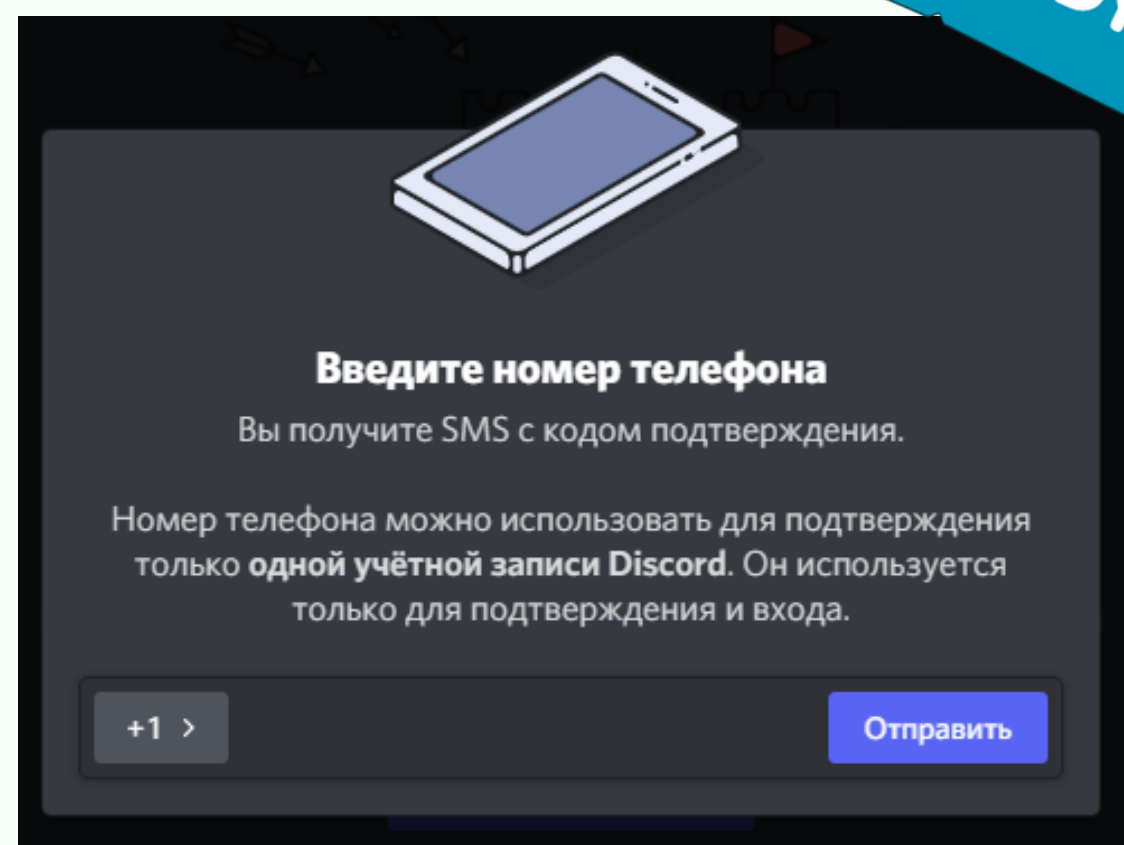 Введите номер телефона
Вы получите SMS с кодом подтверждения.
Номер телефона можно использовать для подтверждения
только одной учётной записи Discord. Он используется
только для подтверждения и входа.
+1 >
Отправить